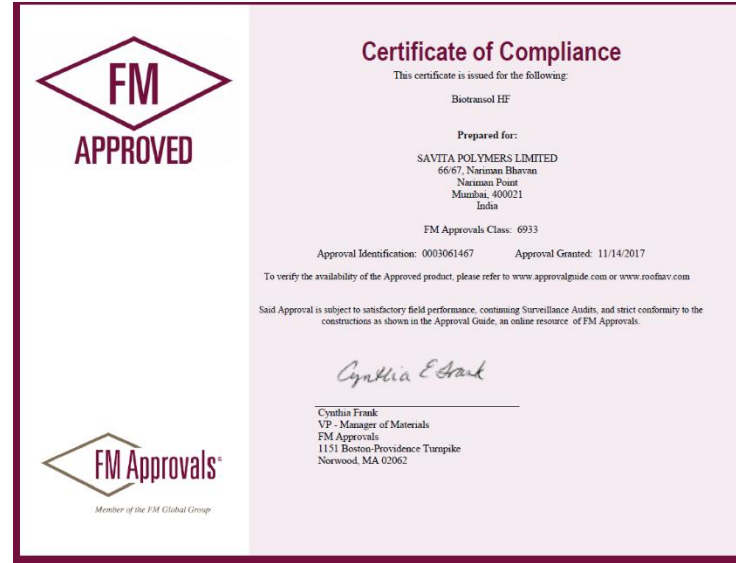 FM
APPROVED
Certificate of Compliance
This certificate is issued for the following:
Biotransol HF
Prepared for:
SAVITA POLYMERS LIMITED
66/67, Nariman Bhavan
Nariman Point
Mumbai, 400021
India
FM Approvals Class: 6933
Approval Identification: 0003061467 Approval Granted: 11/14/2017
To verify the availability of the Approved product, please refer to www.approvalguide.com or www.roofnav.com
Said Approval is subject to satisfactory field performance, continuing Surveillance Audits, and strict conformity to the
constructions as shown in the Approval Guide, an online resource of FM Approvals.
Cynthia E Frank
Cynthia Frank
VP - Manager of Materials
FM Approvals
1151 Boston-Providence Turnpike
Norwood, MA 02062
FM Approvals®
Member of the FM Global Group